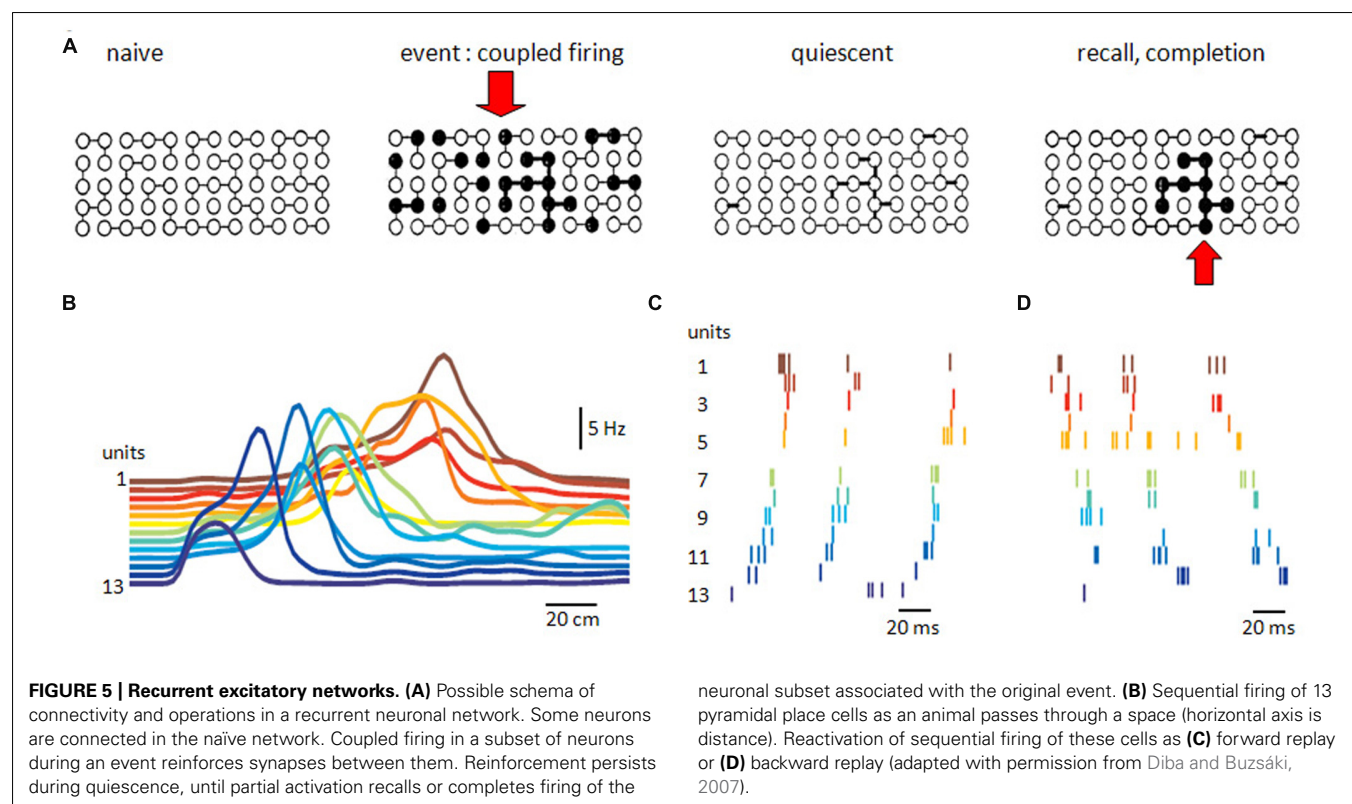 A
naive
event : coupled firing
quiescent
recall, completion
B
units
1
13
5 Hz
20 cm
C
units
1
3
5
7
9
11
13
20 ms
D
20 ms
FIGURE 5 | Recurrent excitatory networks. (A) Possible schema of
connectivity and operations in a recurrent neuronal network. Some neurons
are connected in the naïve network. Coupled firing in a subset of neurons
during an event reinforces synapses between them. Reinforcement persists
during quiescence, until partial activation recalls or completes firing of the
neuronal subset associated with the original event. (B) Sequential firing of 13
pyramidal place cells as an animal passes through a space (horizontal axis is
distance). Reactivation of sequential firing of these cells as (C) forward replay
or (D) backward replay (adapted with permission from Diba and Buzsáki,
2007).